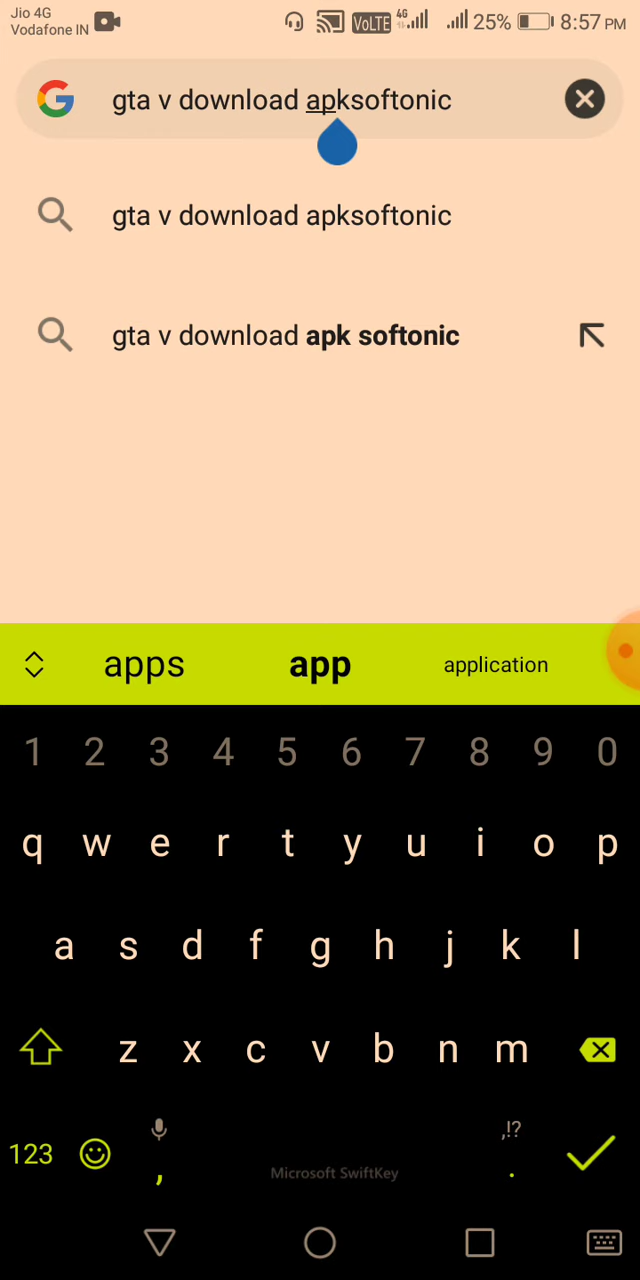 Jio 4G
Vodafone IN
VoLTE 4G 25% 8:57 PM
gta v download apksoftonic
gta v download apksoftonic
gta v download apk softonic
apps app application
1 2 3 4 5 6 7 8 9 0
q w e r t y u i o p
a s d f g h j k l
z x c v b n m
,!?
123 , Microsoft SwiftKey .